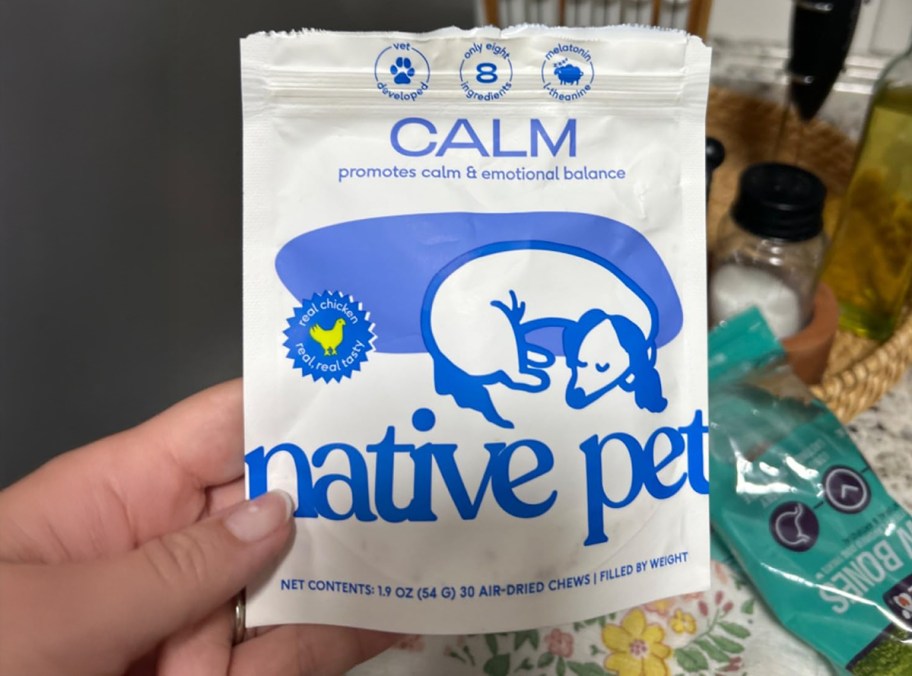 vet
developed
only eight
8
ingredients
melatonin
l-theanine
CALM
promotes calm & emotional balance
real chicken
real, real tasty
native pet
NET CONTENTS: 1.9 OZ (54 G) 30 AIR-DRIED CHEWS | FILLED BY WEIGHT
BONES